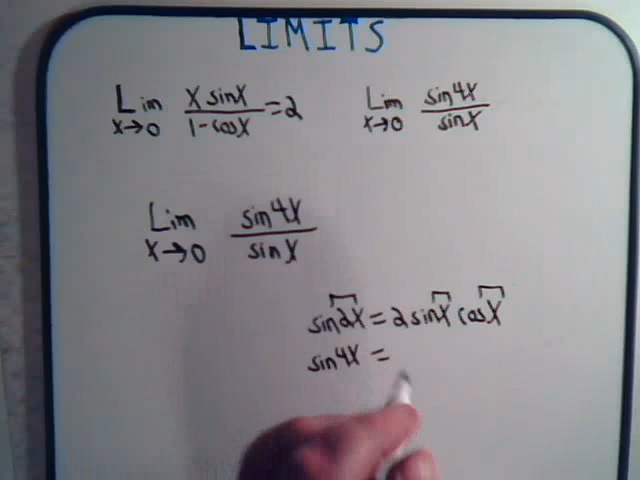 LIMITS
Lim x→0 x sinx / 1-cosx = 2
Lim x→0 sin4x / sinx
Lim x→0 sin4x / sinx
sin2x = 2 sinx cosx
sin4x =